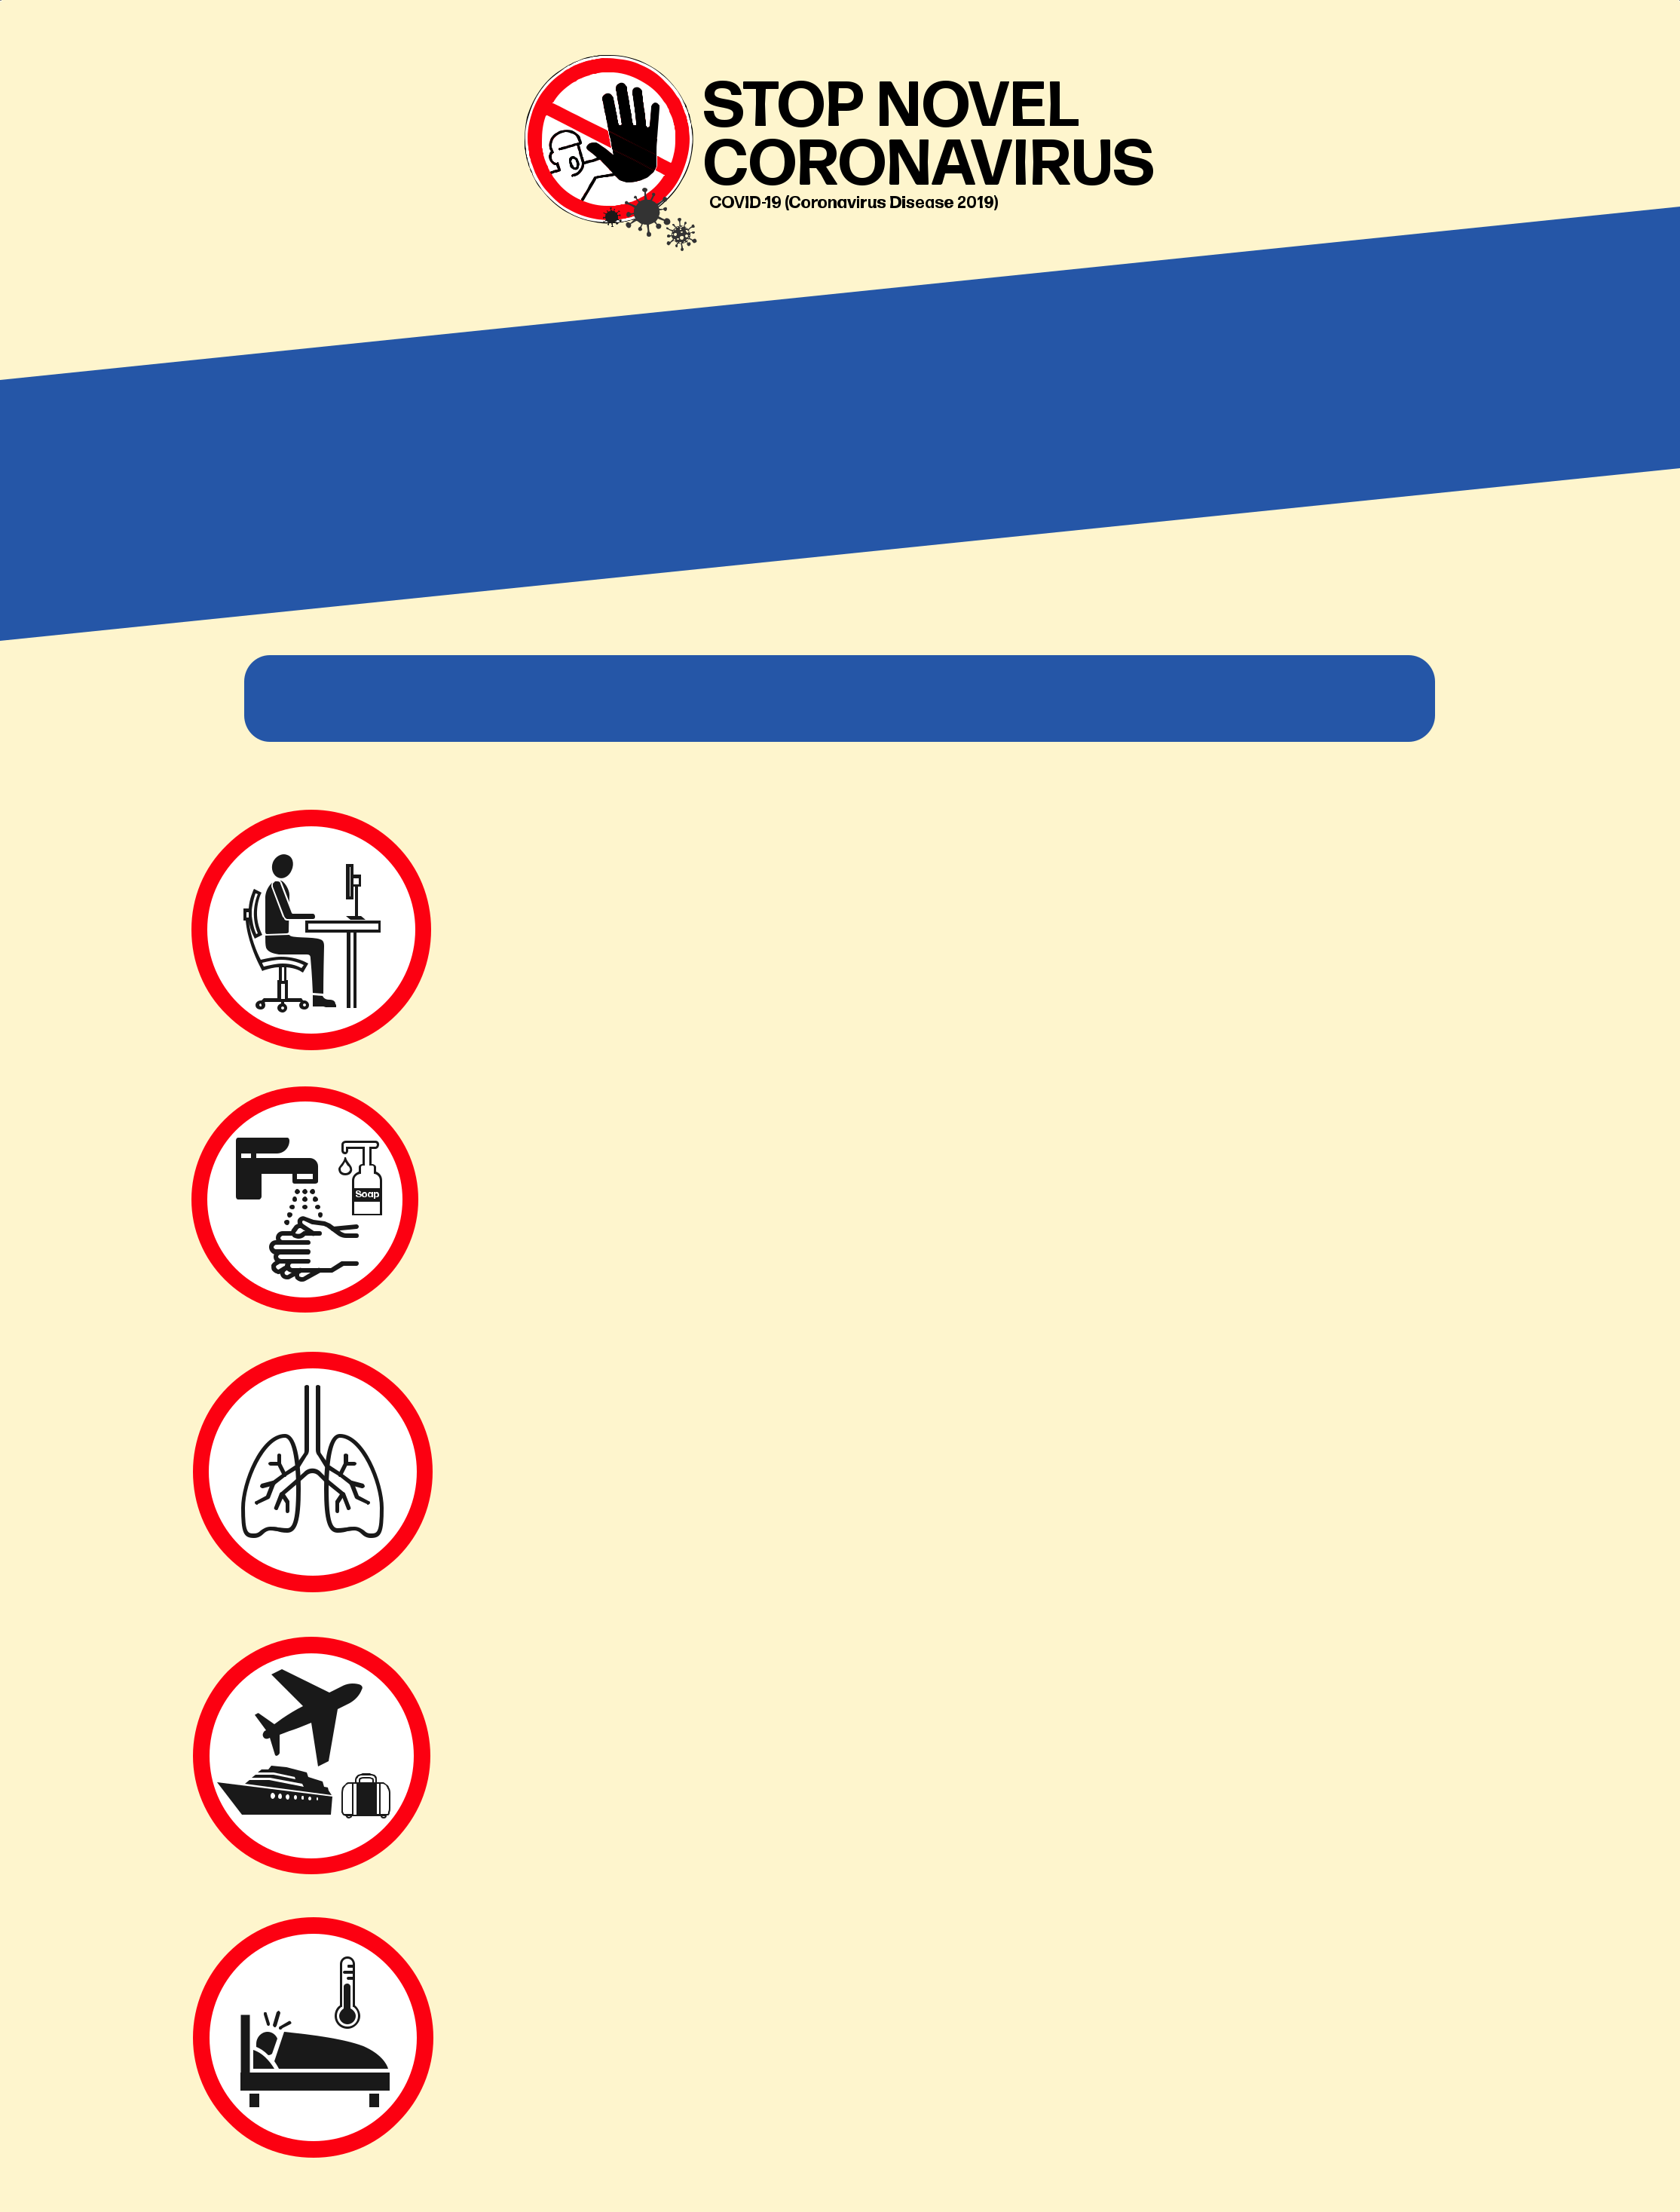 STOP NOVEL
CORONAVIRUS
COVID-19 (Coronavirus Disease 2019)
Soap